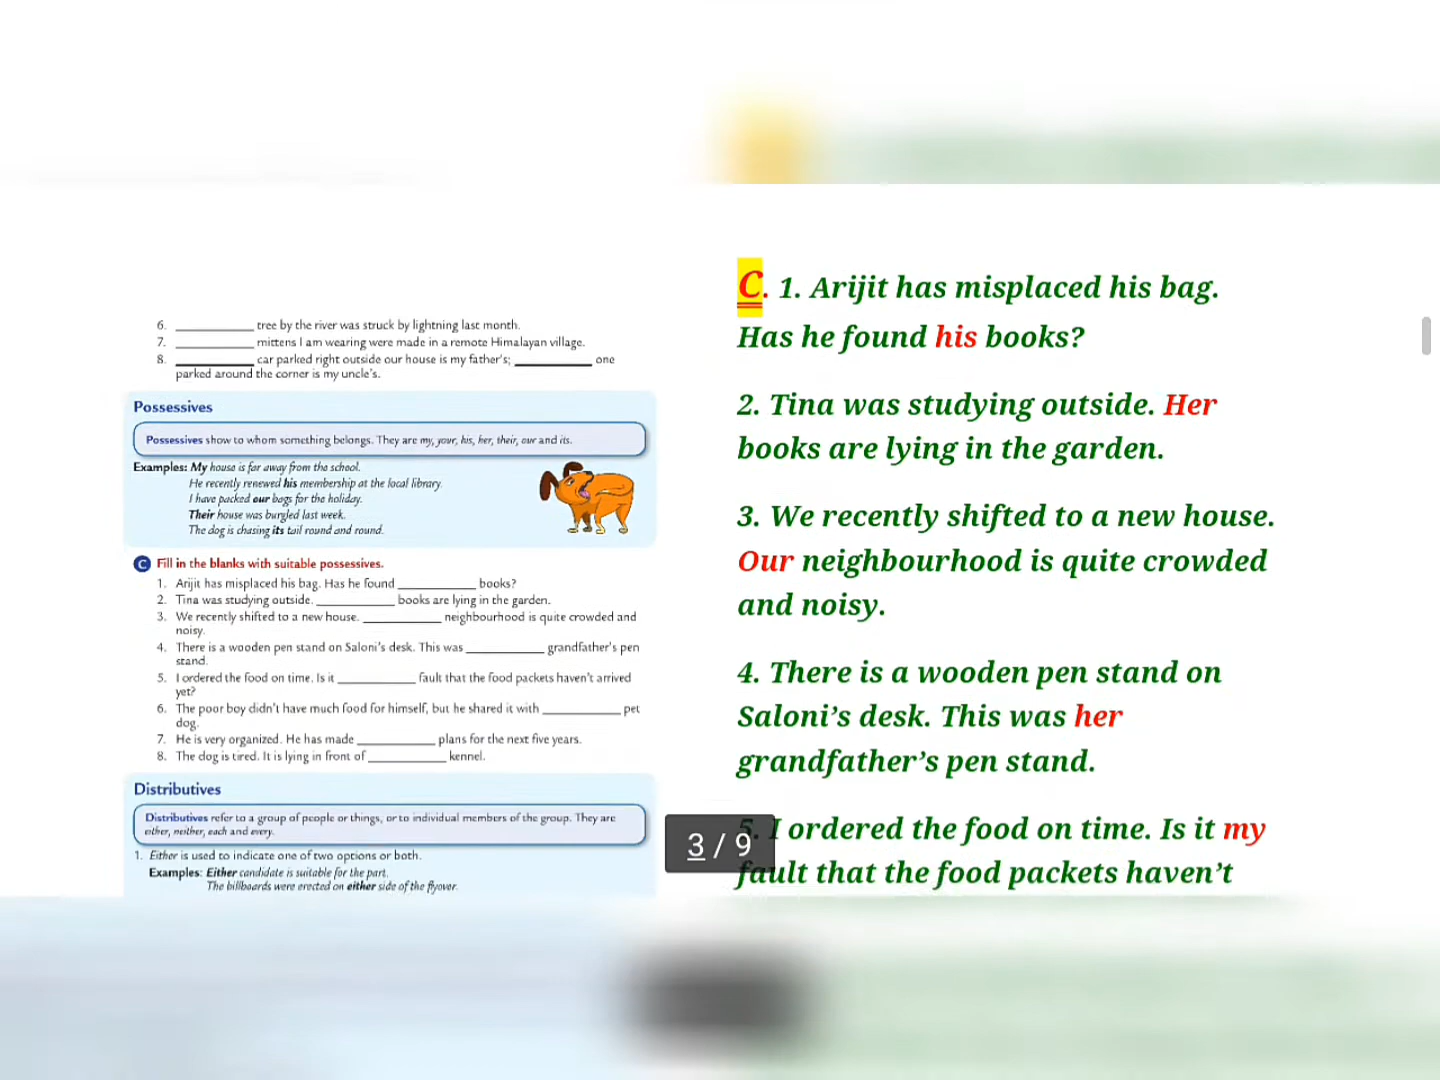 6. ____________ tree by the river was struck by lightning last month.
7. ____________ mittens I am wearing were made in a remote Himalayan village.
8. ____________ car parked right outside our house is my father's; ____________ one
parked around the corner is my uncle's.
Possessives
Possessives show to whom something belongs. They are my, your, his, her, their, our and its.
Examples: My house is far away from the school.
He recently renewed his membership at the local library.
I have packed our bags for the holiday.
Their house was burgled last week.
The dog is chasing its tail round and round.
C Fill in the blanks with suitable possessives.
1. Arijit has misplaced his bag. Has he found ____________ books?
2. Tina was studying outside. ____________ books are lying in the garden.
3. We recently shifted to a new house. ____________ neighbourhood is quite crowded and
noisy.
4. There is a wooden pen stand on Saloni's desk. This was ____________ grandfather's pen
stand.
5. I ordered the food on time. Is it ____________ fault that the food packets haven't arrived
yet?
6. The poor boy didn't have much food for himself, but he shared it with ____________ pet
dog.
7. He is very organized. He has made ____________ plans for the next five years.
8. The dog is tired. It is lying in front of ____________ kennel.
Distributives
Distributives refer to a group of people or things, or to individual members of the group. They are
either, neither, each and every.
1. Either is used to indicate one of two options or both.
Examples: Either candidate is suitable for the part.
The billboards were erected on either side of the flyover.
C. 1. Arijit has misplaced his bag.
Has he found his books?
2. Tina was studying outside. Her
books are lying in the garden.
3. We recently shifted to a new house.
Our neighbourhood is quite crowded
and noisy.
4. There is a wooden pen stand on
Saloni's desk. This was her
grandfather's pen stand.
5. I ordered the food on time. Is it my
fault that the food packets haven't
3 / 9